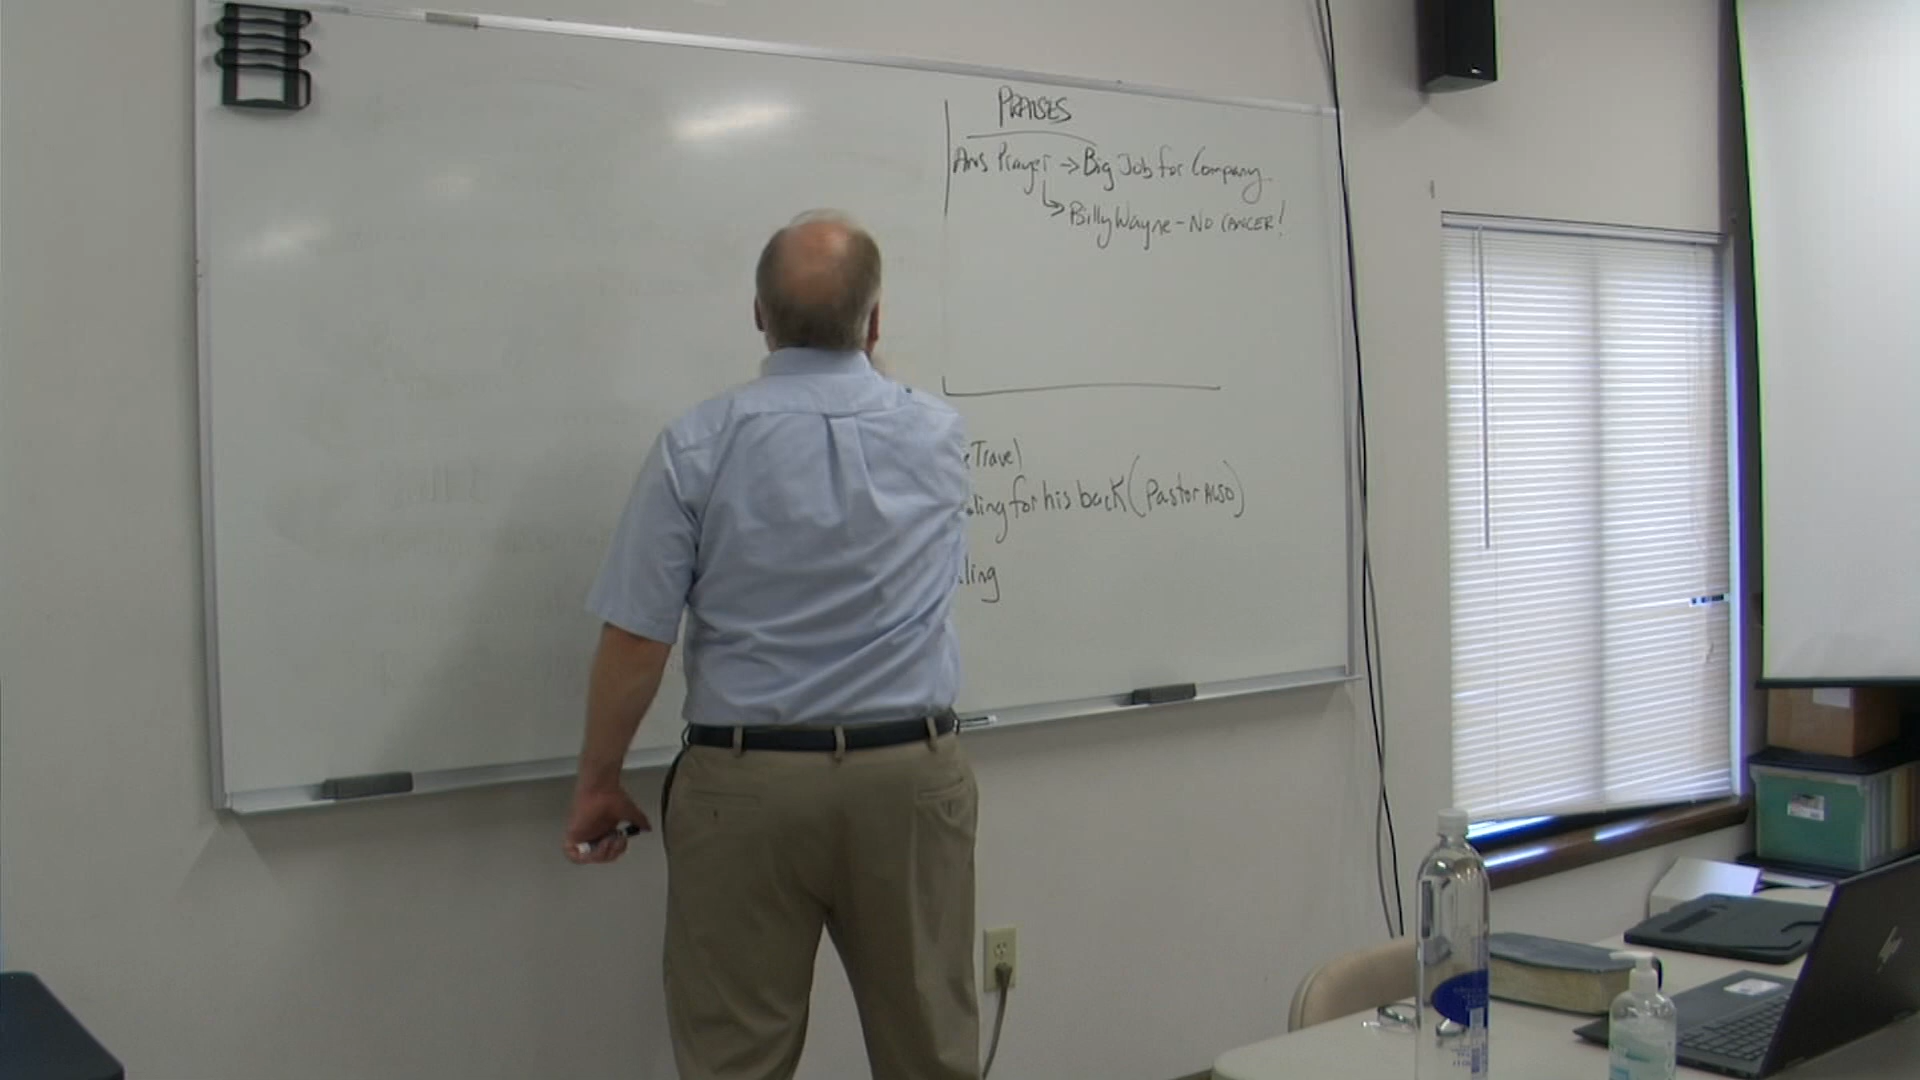 PRAISES
Ans Prayer → Big Job for Company
↳ Billy Wayne - NO CANCER!
Travel
ling for his back (Pastor ALSO)
ling
hp